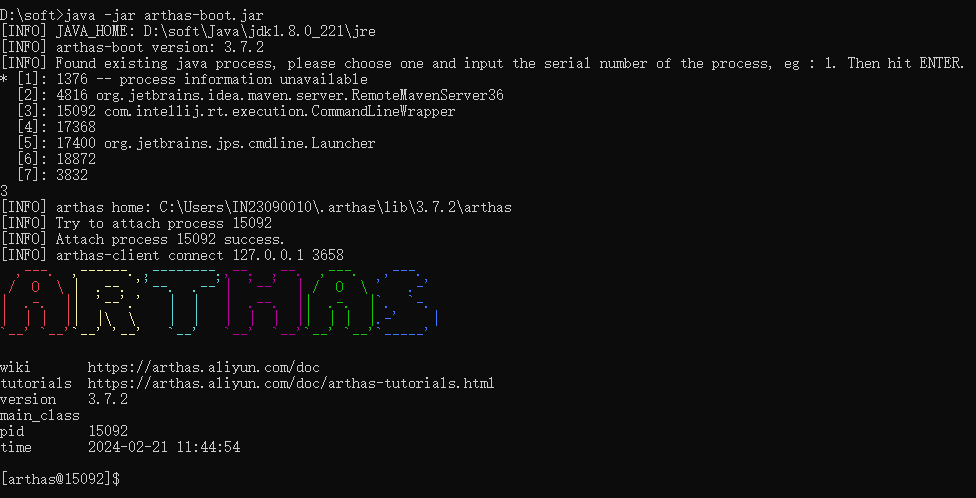 D:\soft>java -jar arthas-boot.jar
[INFO] JAVA_HOME: D:\soft\Java\jdk1.8.0_221\jre
[INFO] arthas-boot version: 3.7.2
[INFO] Found existing java process, please choose one and input the serial number of the process, eg : 1. Then hit ENTER.
* [1]: 1376 -- process information unavailable
  [2]: 4816 org.jetbrains.idea.maven.server.RemoteMavenServer36
  [3]: 15092 com.intellij.rt.execution.CommandLineWrapper
  [4]: 17368
  [5]: 17400 org.jetbrains.jps.cmdline.Launcher
  [6]: 18872
  [7]: 3832
3
[INFO] arthas home: C:\Users\IN23090010\.arthas\lib\3.7.2\arthas
[INFO] Try to attach process 15092
[INFO] Attach process 15092 success.
[INFO] arthas-client connect 127.0.0.1 3658
ARTHAS
wiki       https://arthas.aliyun.com/doc
tutorials  https://arthas.aliyun.com/doc/arthas-tutorials.html
version    3.7.2
main_class
pid        15092
time       2024-02-21 11:44:54
[arthas@15092]$